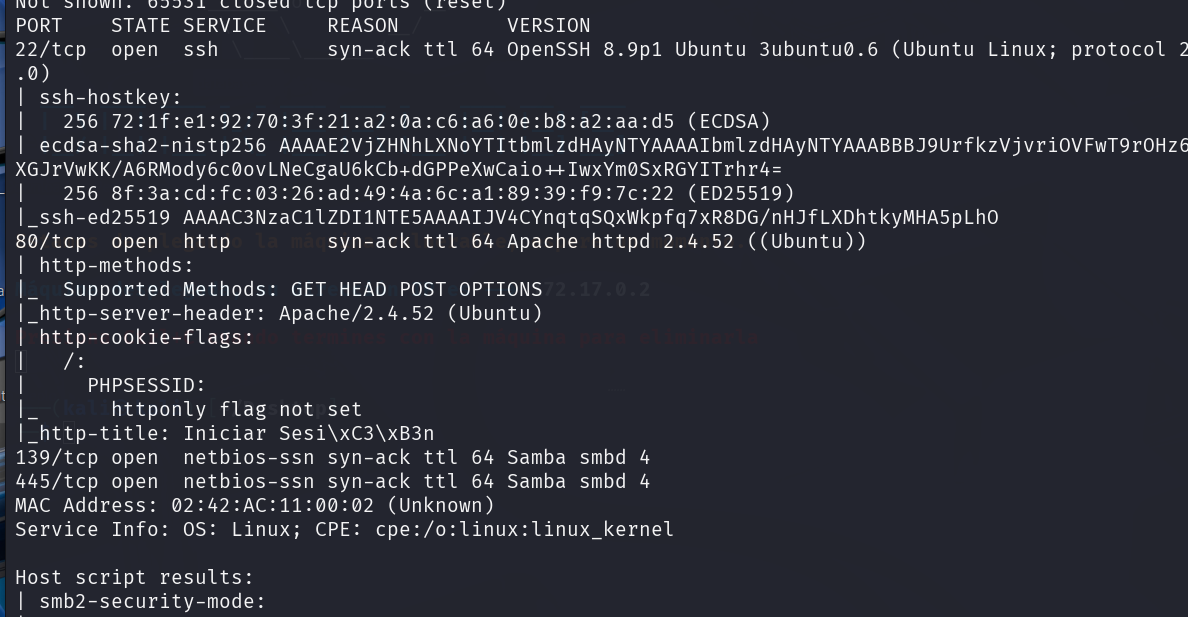 Not shown: 65531 closed tcp ports (reset)
PORT    STATE SERVICE     REASON         VERSION
22/tcp  open  ssh         syn-ack ttl 64 OpenSSH 8.9p1 Ubuntu 3ubuntu0.6 (Ubuntu Linux; protocol 2
.0)
| ssh-hostkey:
|   256 72:1f:e1:92:70:3f:21:a2:0a:c6:a6:0e:b8:a2:aa:d5 (ECDSA)
| ecdsa-sha2-nistp256 AAAAE2VjZHNhLXNoYTItbmlzdHAyNTYAAAAIbmlzdHAyNTYAAABBBJ9UrfkzVjvriOVFwT9rOHz6
XGJrVwKK/A6RMody6c0ovLNeCgaU6kCb+dGPPeXwCaio++IwxYm0SxRGYITrhr4=
|   256 8f:3a:cd:fc:03:26:ad:49:4a:6c:a1:89:39:f9:7c:22 (ED25519)
|_ssh-ed25519 AAAAC3NzaC1lZDI1NTE5AAAAIJV4CYnqtqSQxWkpfq7xR8DG/nHJfLXDhtkyMHA5pLhO
80/tcp  open  http        syn-ack ttl 64 Apache httpd 2.4.52 ((Ubuntu))
| http-methods:
|_  Supported Methods: GET HEAD POST OPTIONS
72.17.0.2
|_http-server-header: Apache/2.4.52 (Ubuntu)
| http-cookie-flags:
|   /:
|     PHPSESSID:
|_      httponly flag not set
|_http-title: Iniciar Sesi\xC3\xB3n
139/tcp open  netbios-ssn syn-ack ttl 64 Samba smbd 4
445/tcp open  netbios-ssn syn-ack ttl 64 Samba smbd 4
MAC Address: 02:42:AC:11:00:02 (Unknown)
Service Info: OS: Linux; CPE: cpe:/o:linux:linux_kernel
Host script results:
| smb2-security-mode: